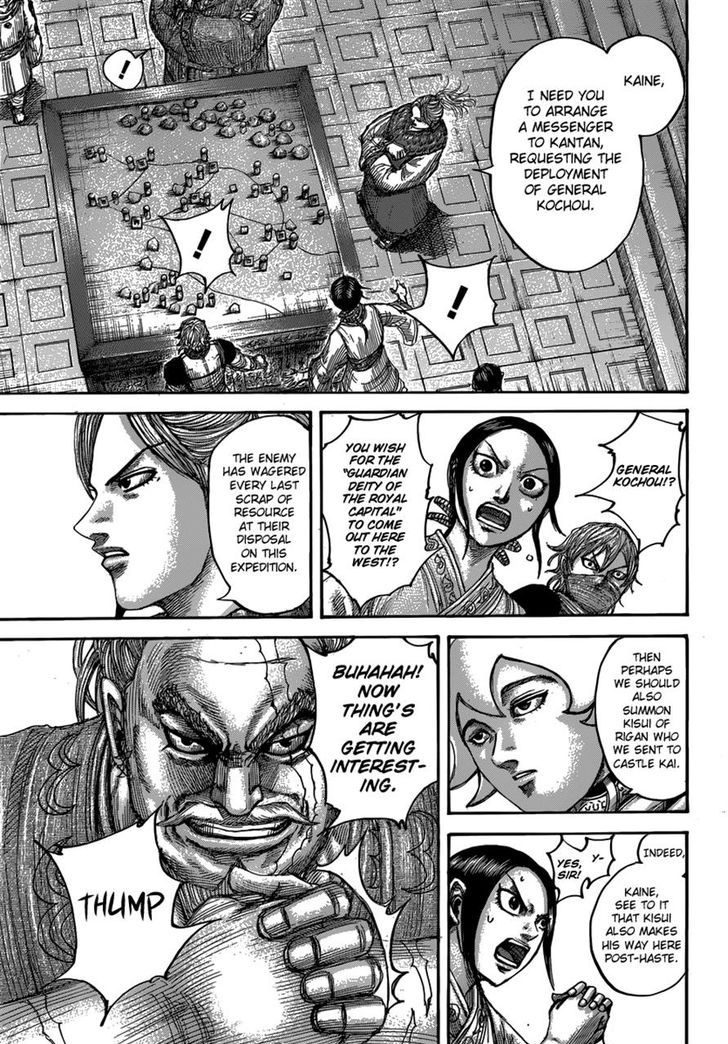 KAINE,
I NEED YOU
TO ARRANGE
A MESSENGER
TO KANTAN,
REQUESTING THE
DEPLOYMENT
OF GENERAL
KOCHOU.
!
!
!
GENERAL
KOCHOU!?
YOU WISH
FOR THE
"GUARDIAN
DEITY OF
THE ROYAL
CAPITAL"
TO COME
OUT HERE
TO THE
WEST!?
THE ENEMY
HAS WAGERED
EVERY LAST
SCRAP OF
RESOURCE
AT THEIR
DISPOSAL
ON THIS
EXPEDITION.
THEN
PERHAPS
WE SHOULD
ALSO
SUMMON
KISUI OF
RIGAN WHO
WE SENT TO
CASTLE KAI.
INDEED,
KAINE,
SEE TO IT
THAT KISUI
ALSO MAKES
HIS WAY HERE
POST-HASTE.
Y-
YES,
SIR!
BUHAHAH!
NOW
THING'S
ARE
GETTING
INTEREST-
ING.
THUMP